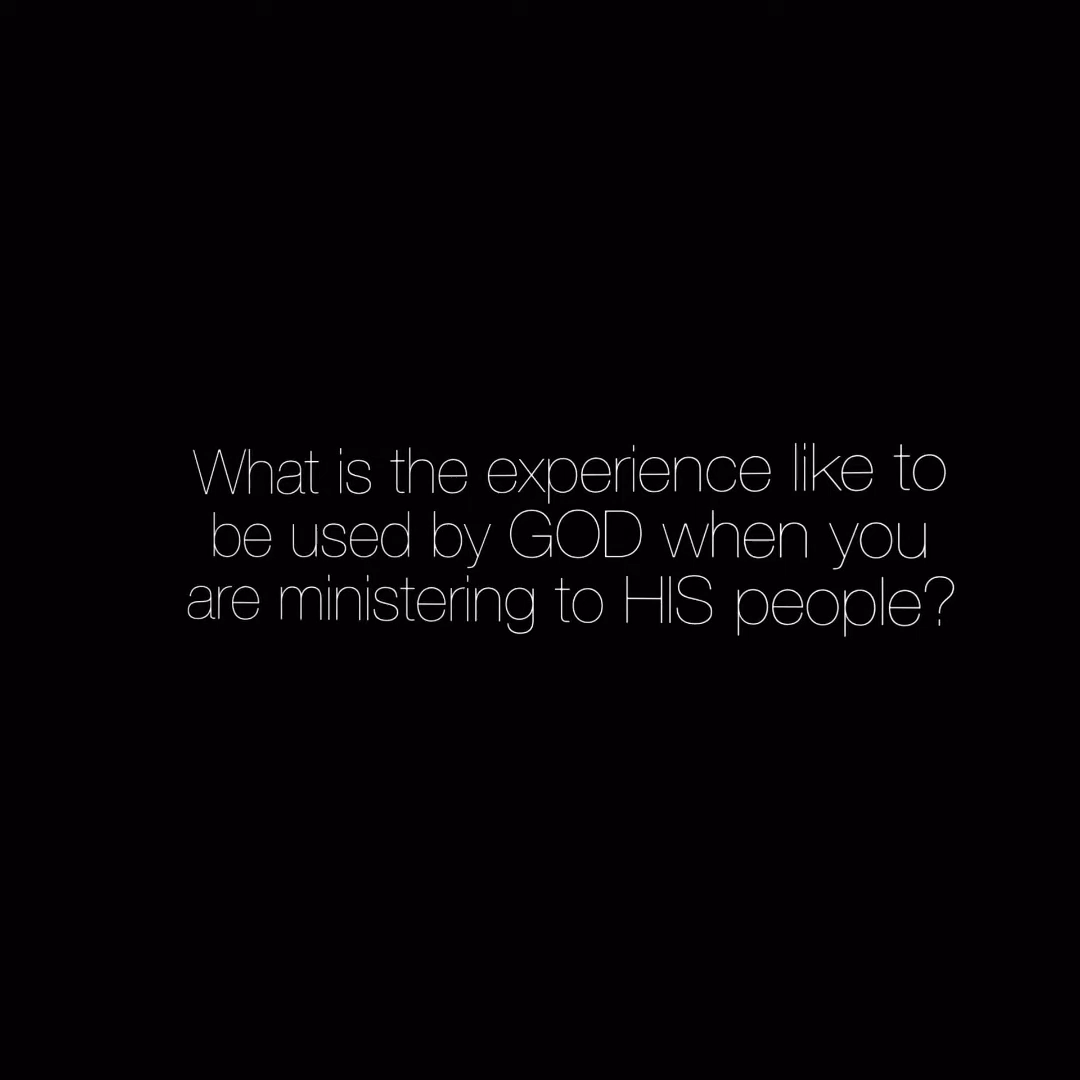 What is the experience like to
be used by GOD when you
are ministering to HIS people?